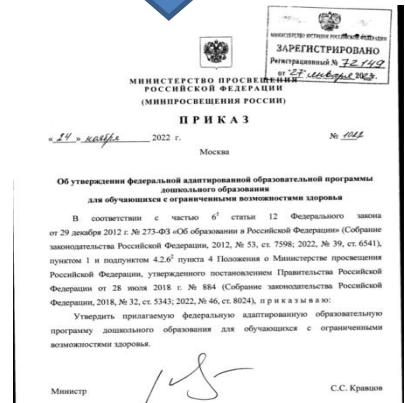 МИНИСТЕРСТВО ЮСТИЦИИ РОССИЙСКОЙ ФЕДЕРАЦИИ
ЗАРЕГИСТРИРОВАНО
Регистрационный № 72149
от "27" января 2023.
МИНИСТЕРСТВО ПРОСВЕЩЕНИЯ
РОССИЙСКОЙ ФЕДЕРАЦИИ
(МИНПРОСВЕЩЕНИЯ РОССИИ)
ПРИКАЗ
« 24 » ноября 2022 г. № 1022
Москва
Об утверждении федеральной адаптированной образовательной программы
дошкольного образования
для обучающихся с ограниченными возможностями здоровья
В соответствии с частью 6⁵ статьи 12 Федерального закона
от 29 декабря 2012 г. № 273-ФЗ «Об образовании в Российской Федерации» (Собрание
законодательства Российской Федерации, 2012, № 53, ст. 7598; 2022, № 39, ст. 6541),
пунктом 1 и подпунктом 4.2.6² пункта 4 Положения о Министерстве просвещения
Российской Федерации, утвержденного постановлением Правительства Российской
Федерации от 28 июля 2018 г. № 884 (Собрание законодательства Российской
Федерации, 2018, № 32, ст. 5343; 2022, № 46, ст. 8024), п р и к а з ы в а ю:
Утвердить прилагаемую федеральную адаптированную образовательную
программу дошкольного образования для обучающихся с ограниченными
возможностями здоровья.
Министр С.С. Кравцов